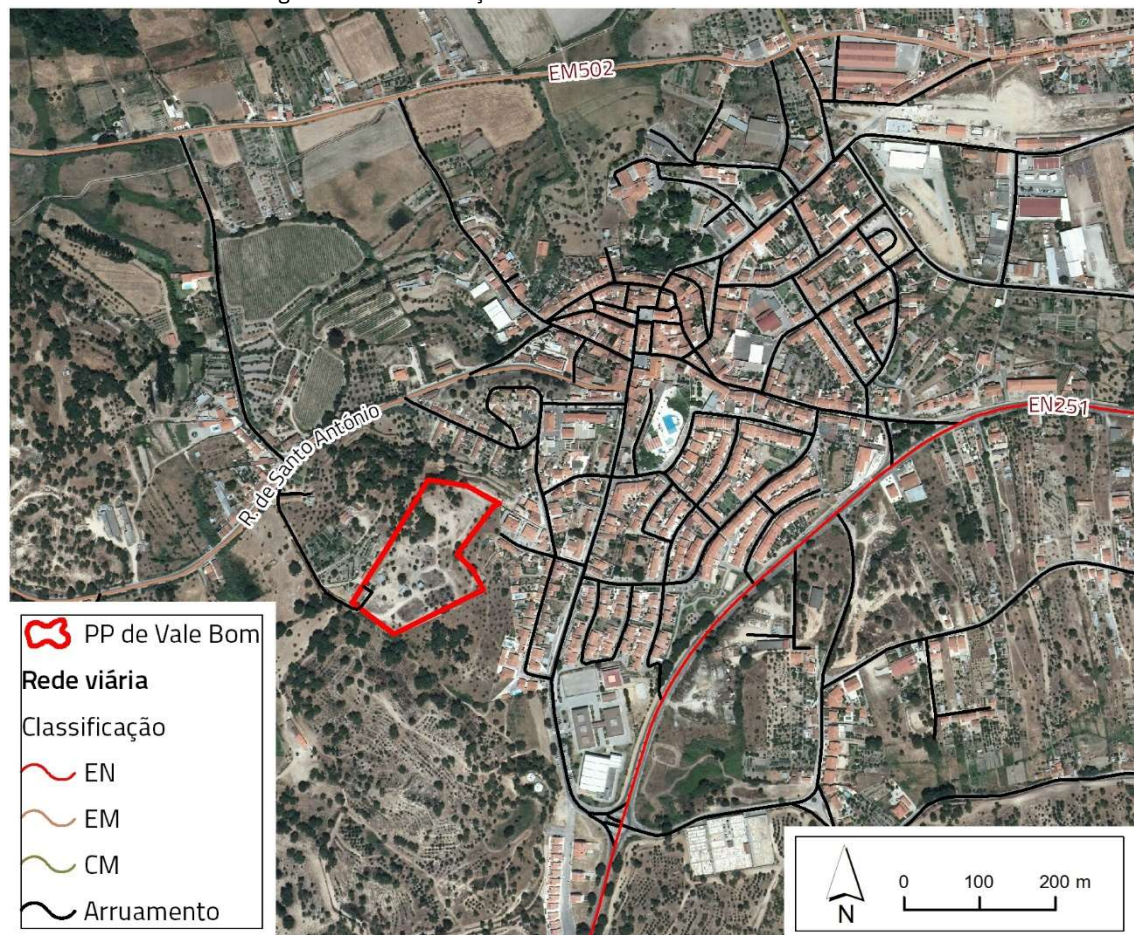 EM502
EN251
R. de Santo António
PP de Vale Bom
Rede viária
Classificação
EN
EM
CM
Arruamento
N
0 100 200 m